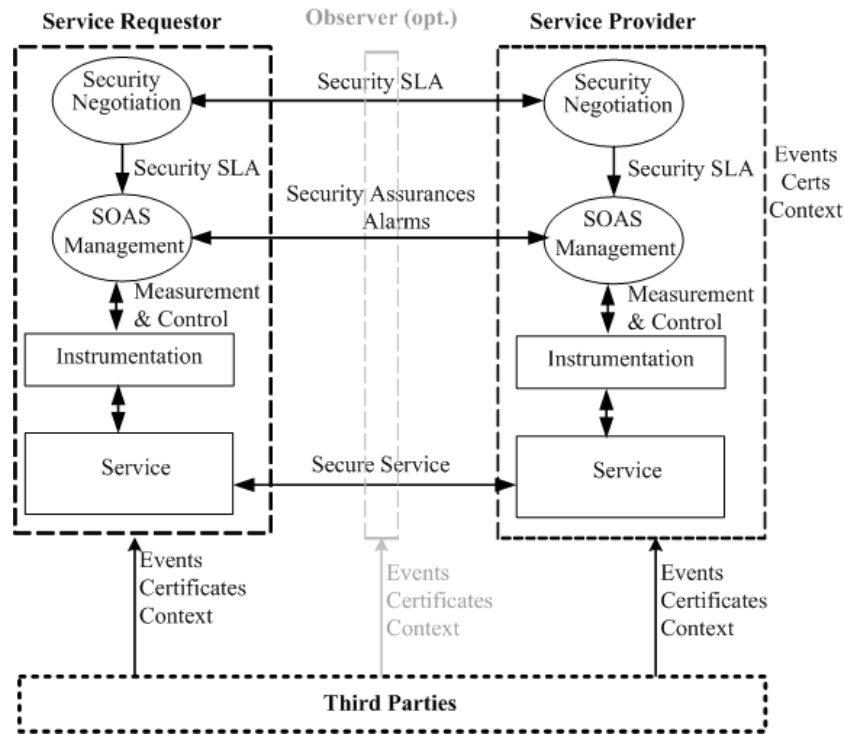 Service Requestor
Observer (opt.)
Service Provider
Security
Negotiation
Security SLA
Security
Negotiation
Security SLA
Security SLA
Events
Certs
Context
SOAS
Management
Security Assurances
Alarms
SOAS
Management
Measurement
& Control
Measurement
& Control
Instrumentation
Instrumentation
Service
Secure Service
Service
Events
Certificates
Context
Events
Certificates
Context
Events
Certificates
Context
Third Parties